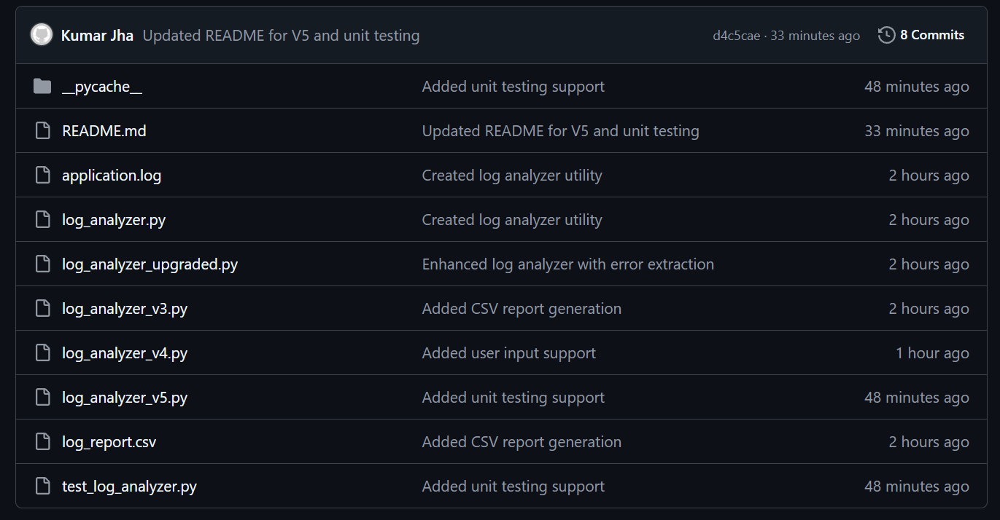 Kumar Jha Updated README for V5 and unit testing d4c5cae · 33 minutes ago 8 Commits
__pycache__ Added unit testing support 48 minutes ago
README.md Updated README for V5 and unit testing 33 minutes ago
application.log Created log analyzer utility 2 hours ago
log_analyzer.py Created log analyzer utility 2 hours ago
log_analyzer_upgraded.py Enhanced log analyzer with error extraction 2 hours ago
log_analyzer_v3.py Added CSV report generation 2 hours ago
log_analyzer_v4.py Added user input support 1 hour ago
log_analyzer_v5.py Added unit testing support 48 minutes ago
log_report.csv Added CSV report generation 2 hours ago
test_log_analyzer.py Added unit testing support 48 minutes ago